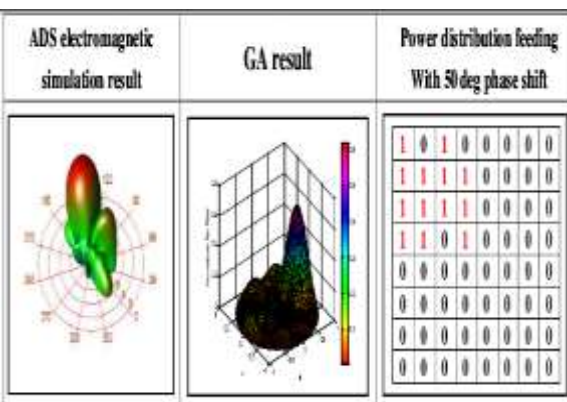 ADS electromagnetic
simulation result
GA result
Power distribution feeding
With 50 deg phase shift
1 0 1 0 0 0 0 0
1 1 1 1 0 0 0 0
1 1 1 1 0 0 0 0
1 1 0 1 0 0 0 0
0 0 0 0 0 0 0 0
0 0 0 0 0 0 0 0
0 0 0 0 0 0 0 0
0 0 0 0 0 0 0 0